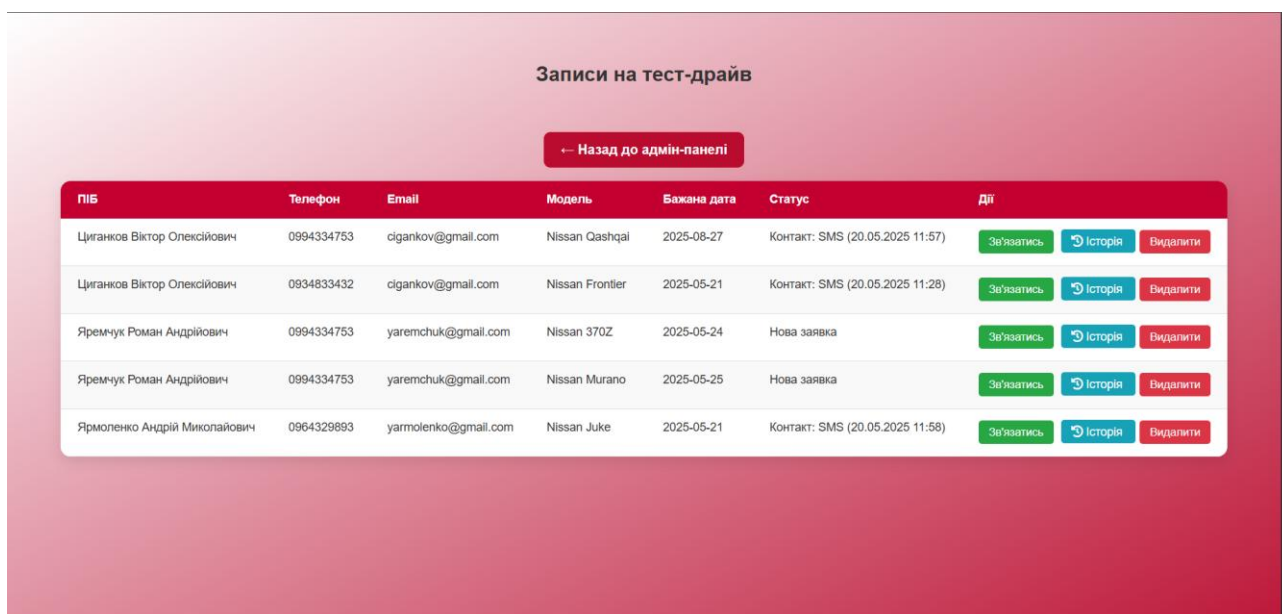 Записи на тест-драйв
← Назад до адмін-панелі
ПІБ Телефон Email Модель Бажана дата Статус Дії
Циганков Віктор Олексійович 0994334753 cigankov@gmail.com Nissan Qashqai 2025-08-27 Контакт: SMS (20.05.2025 11:57) Зв'язатись Історія Видалити
Циганков Віктор Олексійович 0934833432 cigankov@gmail.com Nissan Frontier 2025-05-21 Контакт: SMS (20.05.2025 11:28) Зв'язатись Історія Видалити
Яремчук Роман Андрійович 0994334753 yaremchuk@gmail.com Nissan 370Z 2025-05-24 Нова заявка Зв'язатись Історія Видалити
Яремчук Роман Андрійович 0994334753 yaremchuk@gmail.com Nissan Murano 2025-05-25 Нова заявка Зв'язатись Історія Видалити
Ярмоленко Андрій Миколайович 0964329893 yarmolenko@gmail.com Nissan Juke 2025-05-21 Контакт: SMS (20.05.2025 11:58) Зв'язатись Історія Видалити